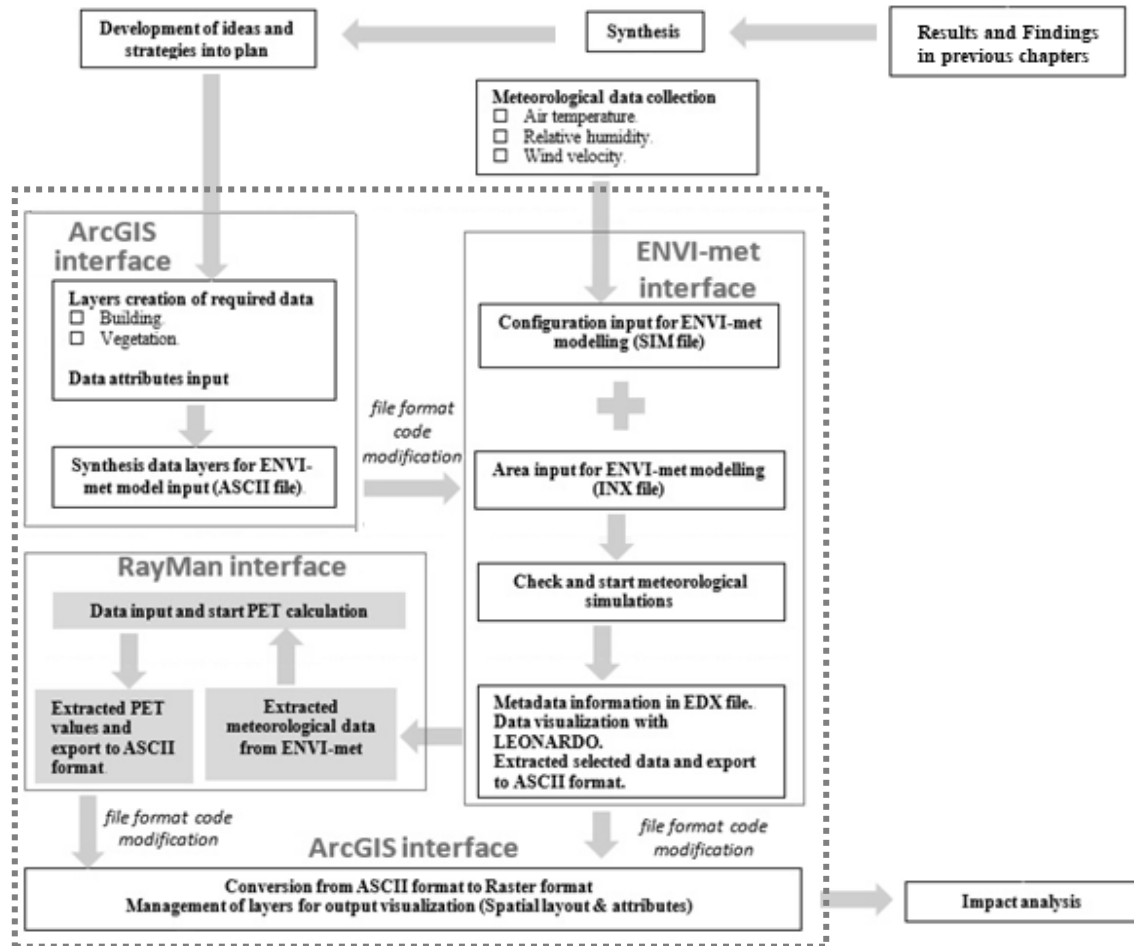 Development of ideas and
strategies into plan
Synthesis
Results and Findings
in previous chapters
Meteorological data collection
☐ Air temperature.
☐ Relative humidity.
☐ Wind velocity.
ArcGIS
interface
Layers creation of required data
☐ Building.
☐ Vegetation.
Data attributes input
Synthesis data layers for ENVI-
met model input (ASCII file).
file format
code
modification
ENVI-met
interface
Configuration input for ENVI-met
modelling (SIM file)
Area input for ENVI-met modelling
(INX file)
Check and start meteorological
simulations
Metadata information in EDX file.
Data visualization with
LEONARDO.
Extracted selected data and export
to ASCII format.
RayMan interface
Data input and start PET calculation
Extracted PET
values and
export to ASCII
format.
Extracted
meteorological data
from ENVI-met
file format code
modification
file format code
modification
ArcGIS interface
Conversion from ASCII format to Raster format
Management of layers for output visualization (Spatial layout & attributes)
Impact analysis